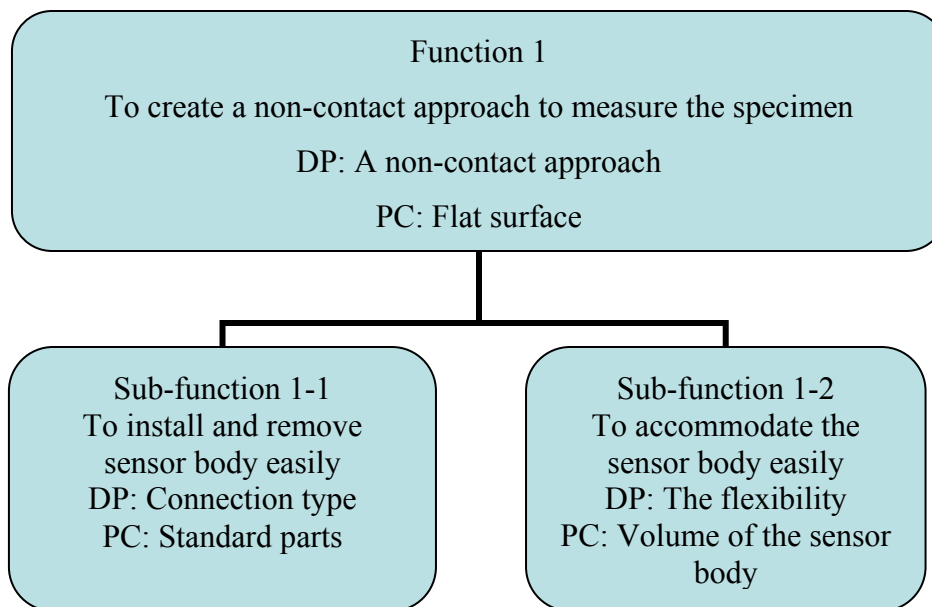 Function 1
To create a non-contact approach to measure the specimen
DP: A non-contact approach
PC: Flat surface
Sub-function 1-1
To install and remove
sensor body easily
DP: Connection type
PC: Standard parts
Sub-function 1-2
To accommodate the
sensor body easily
DP: The flexibility
PC: Volume of the sensor
body